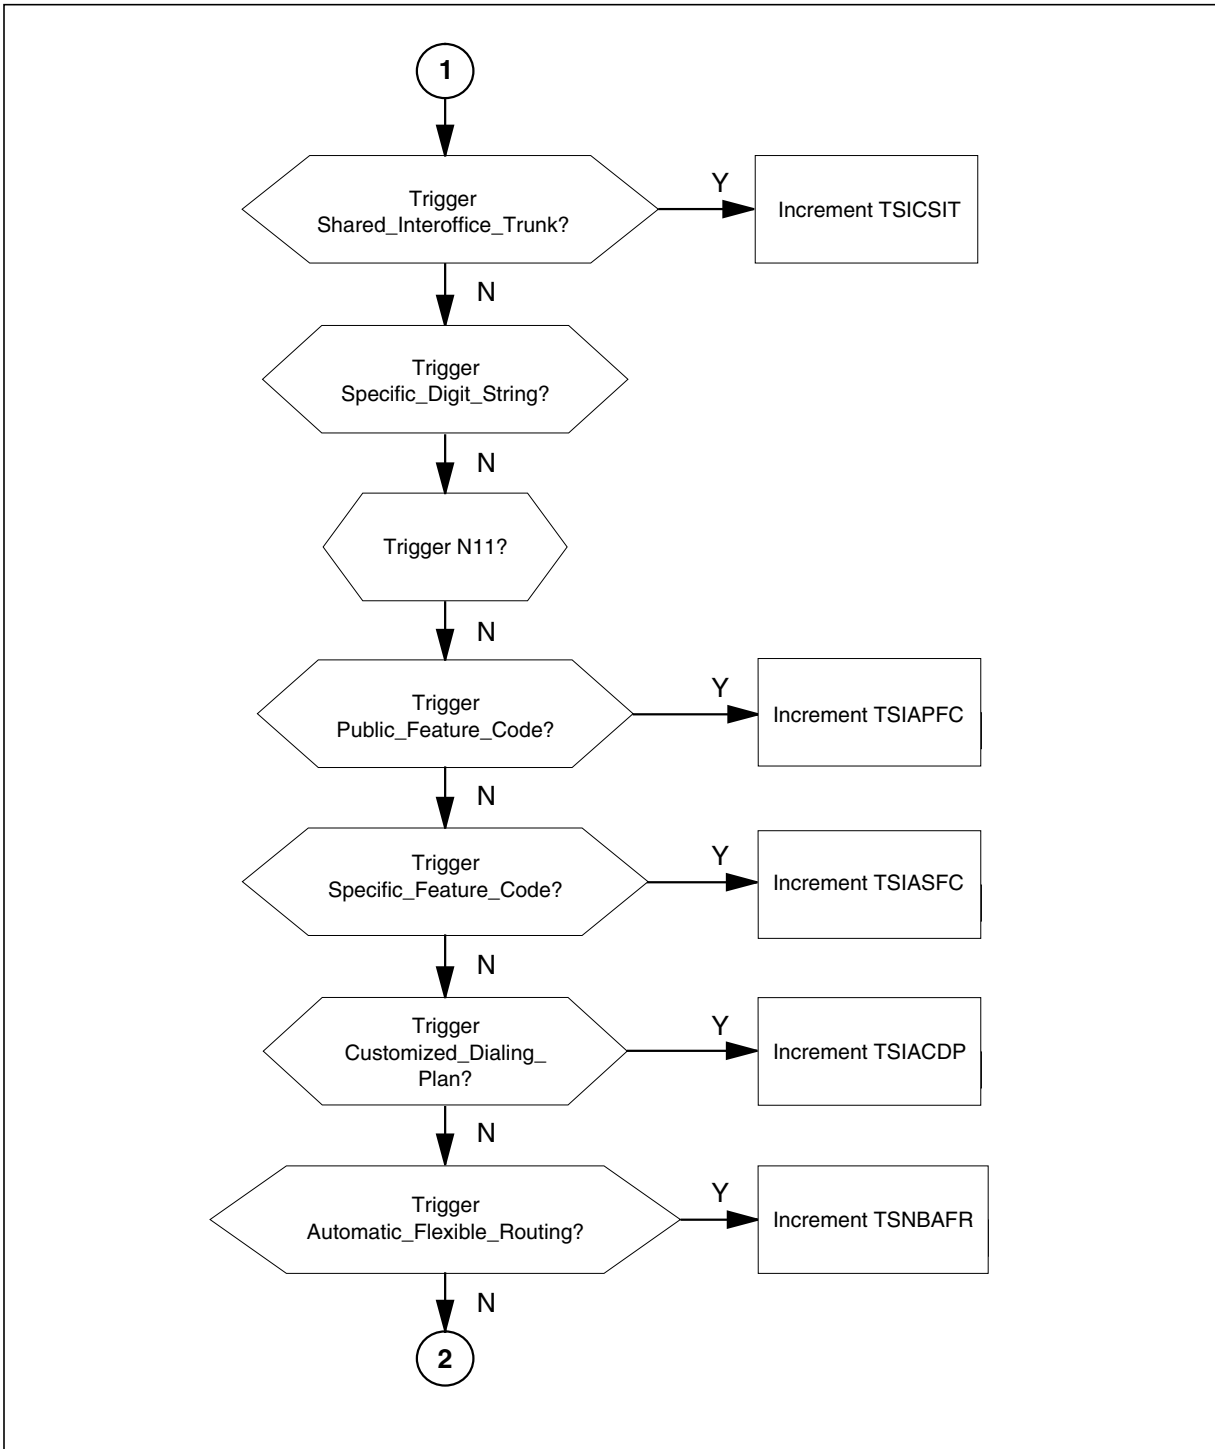 1
Trigger
Shared_Interoffice_Trunk?
Y
Increment TSICSIT
N
Trigger
Specific_Digit_String?
N
Trigger N11?
N
Trigger
Public_Feature_Code?
Y
Increment TSIAPFC
N
Trigger
Specific_Feature_Code?
Y
Increment TSIASFC
N
Trigger
Customized_Dialing_
Plan?
Y
Increment TSIACDP
N
Trigger
Automatic_Flexible_Routing?
Y
Increment TSNBAFR
N
2